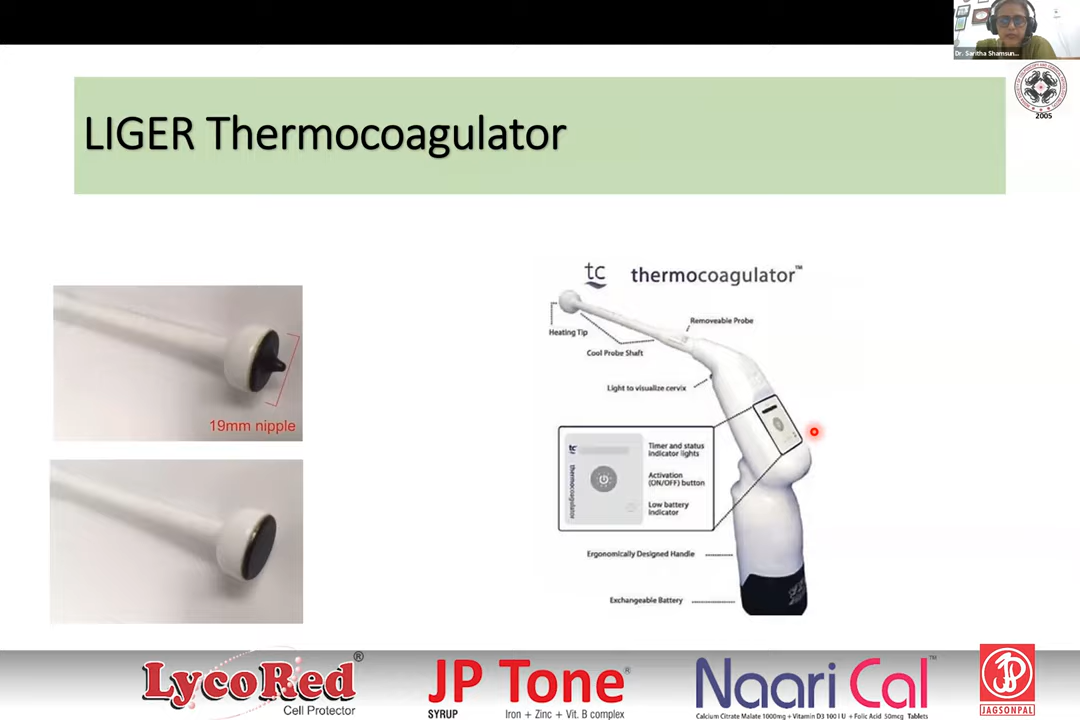 Dr. Saritha Shamsun...
2005
LIGER Thermocoagulator
19mm nipple
tc thermocoagulator™
Heating Tip
Removeable Probe
Cool Probe Shaft
Light to visualize cervix
thermocoagulator
Timer and status
indicator lights
Activation
(ON/OFF) button
Low battery
indicator
Ergonomically Designed Handle
Exchangeable Battery
LycoRed®
Cell Protector
JP Tone®
SYRUP Iron + Zinc + Vit. B complex
Naari Cal™
Calcium Citrate Malate 1000mg + Vitamin D3 100 I U + Folic Acid 50mcg Tablets
JAGSONPAL